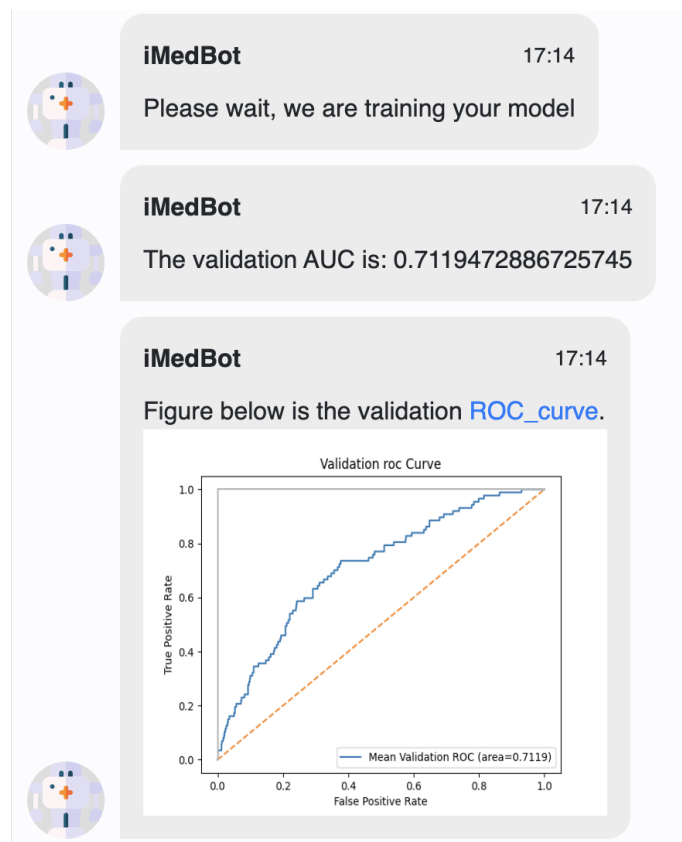 iMedBot 17:14
Please wait, we are training your model
iMedBot 17:14
The validation AUC is: 0.7119472886725745
iMedBot 17:14
Figure below is the validation ROC_curve.
Validation roc Curve
True Positive Rate
1.0
0.8
0.6
0.4
0.2
0.0
Mean Validation ROC (area=0.7119)
0.0 0.2 0.4 0.6 0.8 1.0
False Positive Rate